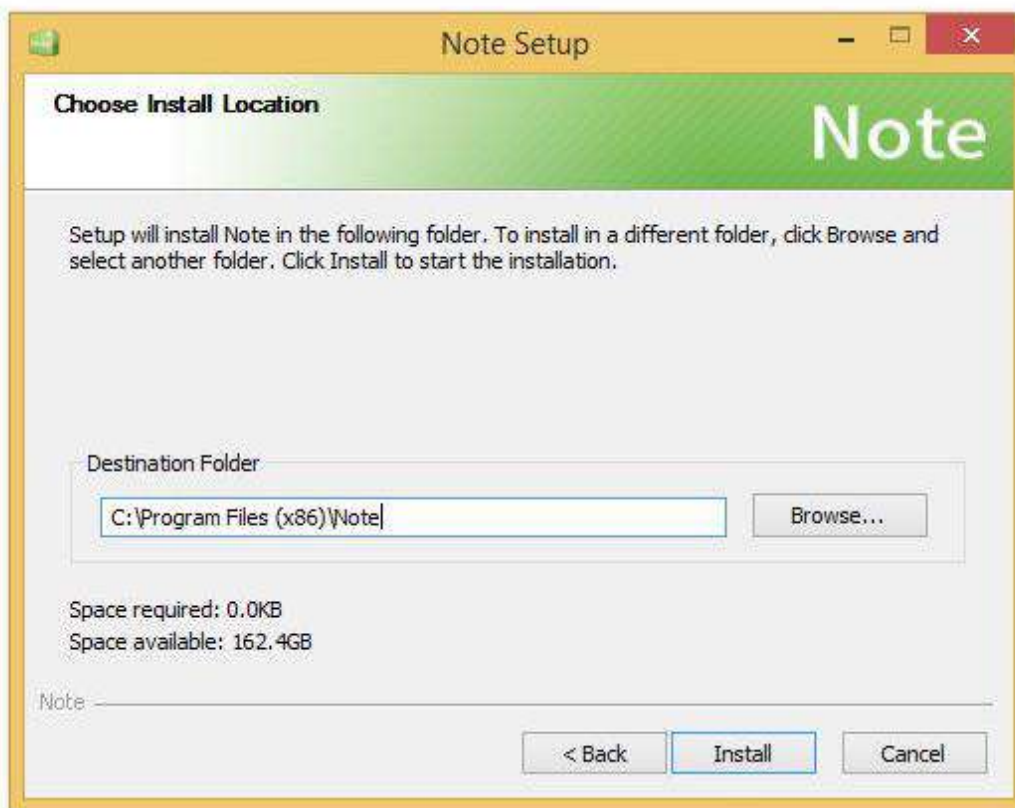 Note Setup
Choose Install Location
Note
Setup will install Note in the following folder. To install in a different folder, click Browse and
select another folder. Click Install to start the installation.
Destination Folder
C:\Program Files (x86)\Note
Browse...
Space required: 0.0KB
Space available: 162.4GB
Note
< Back
Install
Cancel